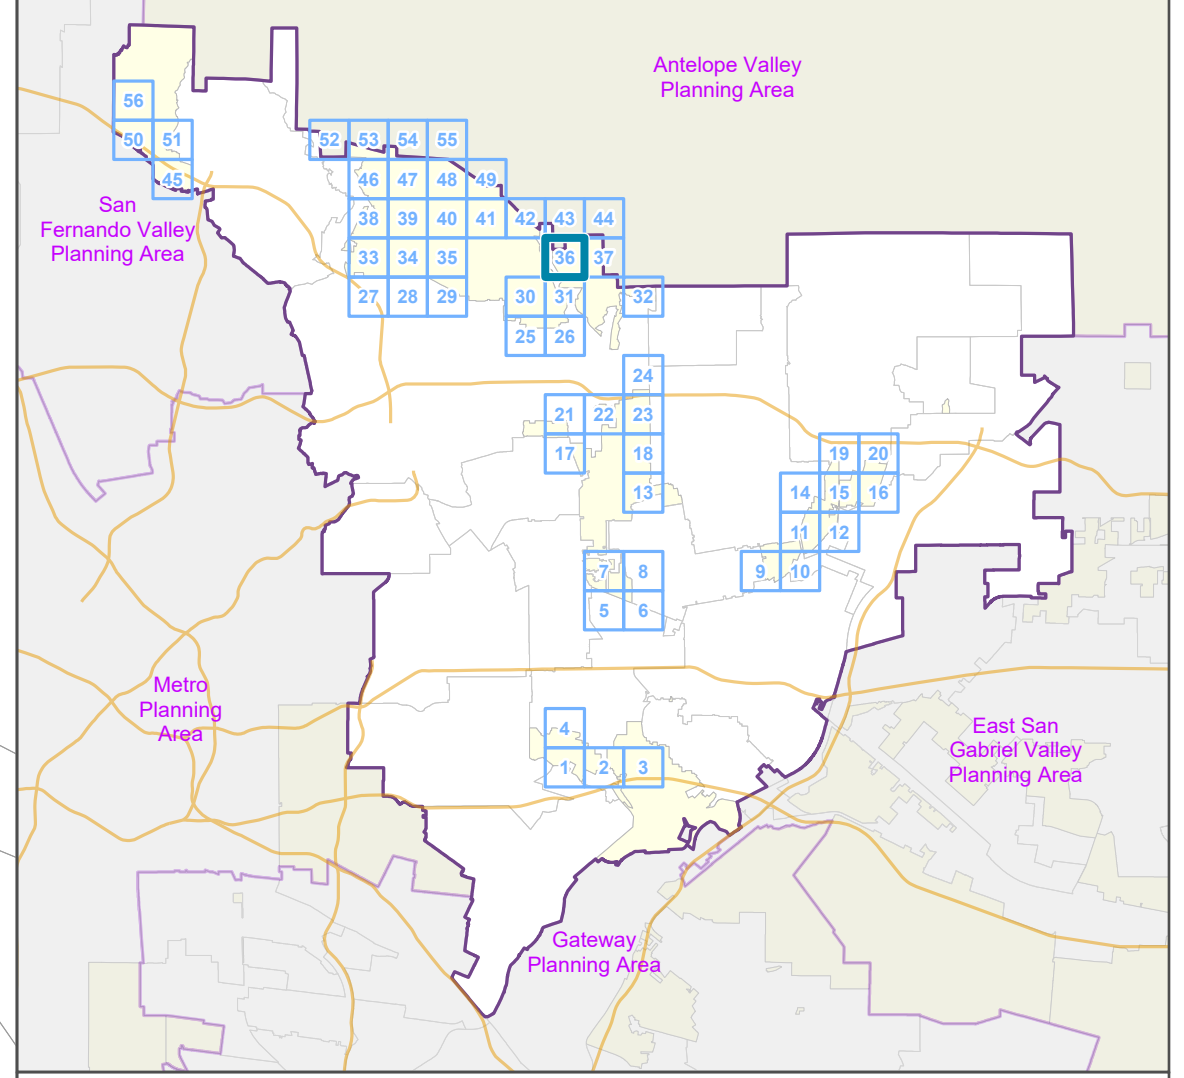 Antelope Valley
Planning Area
56
50 51
52 53 54 55
45
46 47 48 49
San
Fernando Valley
Planning Area
38 39 40 41 42 43 44
33 34 35 36 37
27 28 29 30 31 32
25 26
24
21 22 23
17 18
19 20
13
14 15 16
11 12
7 8
9 10
5 6
Metro
Planning
Area
4
East San
Gabriel Valley
Planning Area
1 2 3
Gateway
Planning Area